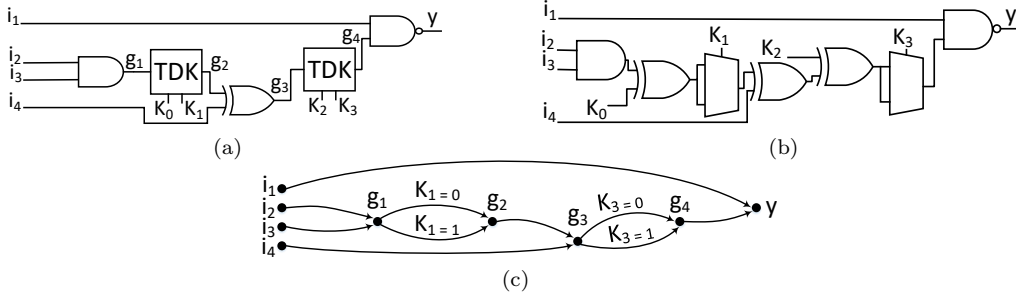 i₁ y
i₂ g₄
i₃ g₁ TDK g₂ TDK
g₃
i₄ K₀ K₁ K₂ K₃
(a)
i₁ y
i₂ K₁ K₂ K₃
i₃
K₀
i₄
(b)
i₁
i₂ g₁ K₁ = ₀ g₂ K₃ = ₀ g₄ y
i₃ K₁ = ₁ g₃ K₃ = ₁
i₄
(c)